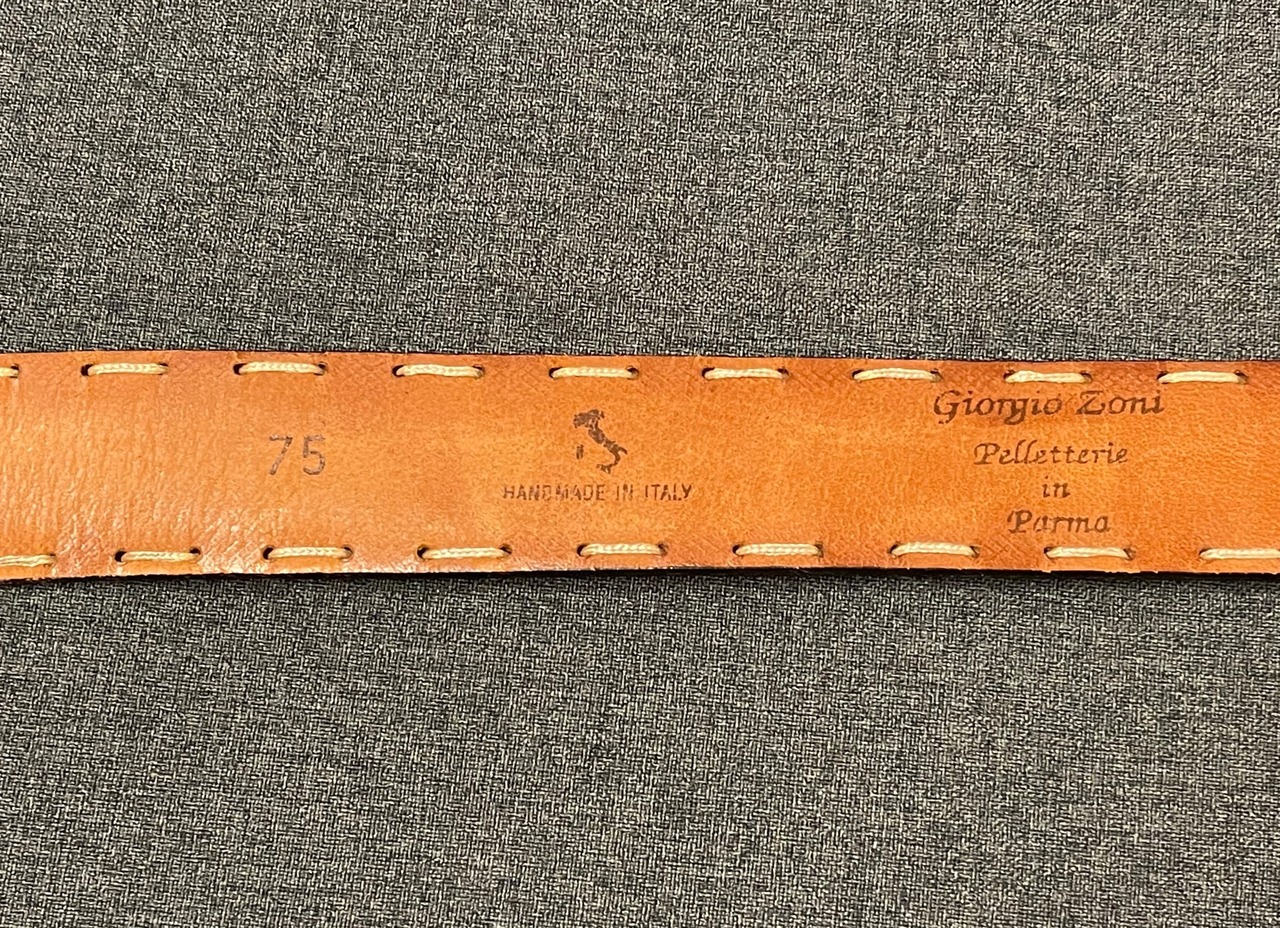 75
HANDMADE IN ITALY
Giorgio Zoni
Pelletterie
in
Parma